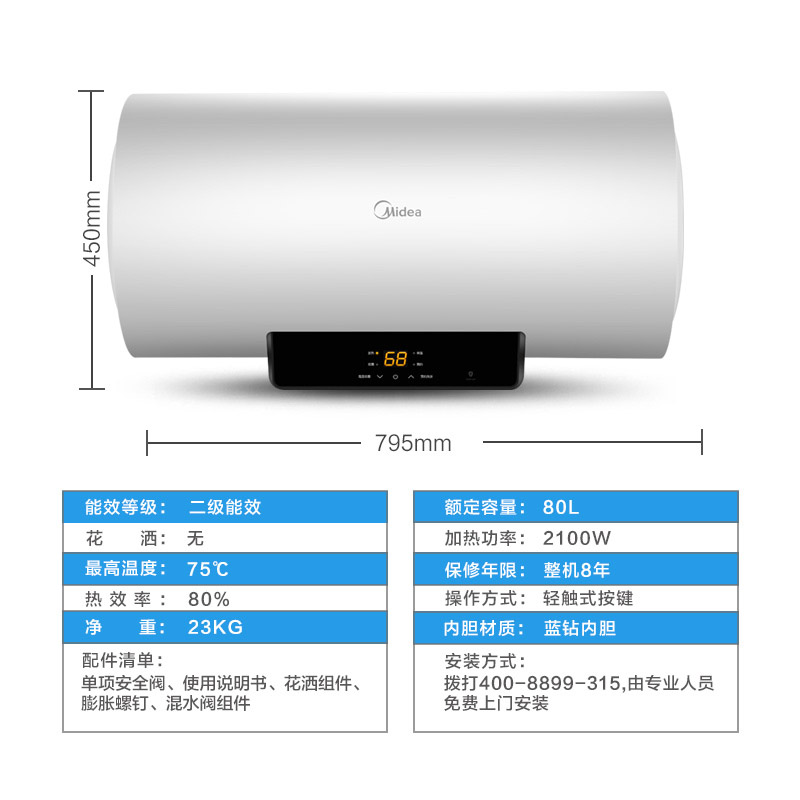 450mm
Midea
68
795mm
能效等级： 二级能效
花 洒： 无
最高温度： 75℃
热 效 率： 80%
净 重： 23KG
配件清单：
单项安全阀、使用说明书、花洒组件、
膨胀螺钉、混水阀组件
额定容量： 80L
加热功率： 2100W
保修年限： 整机8年
操作方式： 轻触式按键
内胆材质： 蓝钻内胆
安装方式：
拨打400-8899-315,由专业人员
免费上门安装